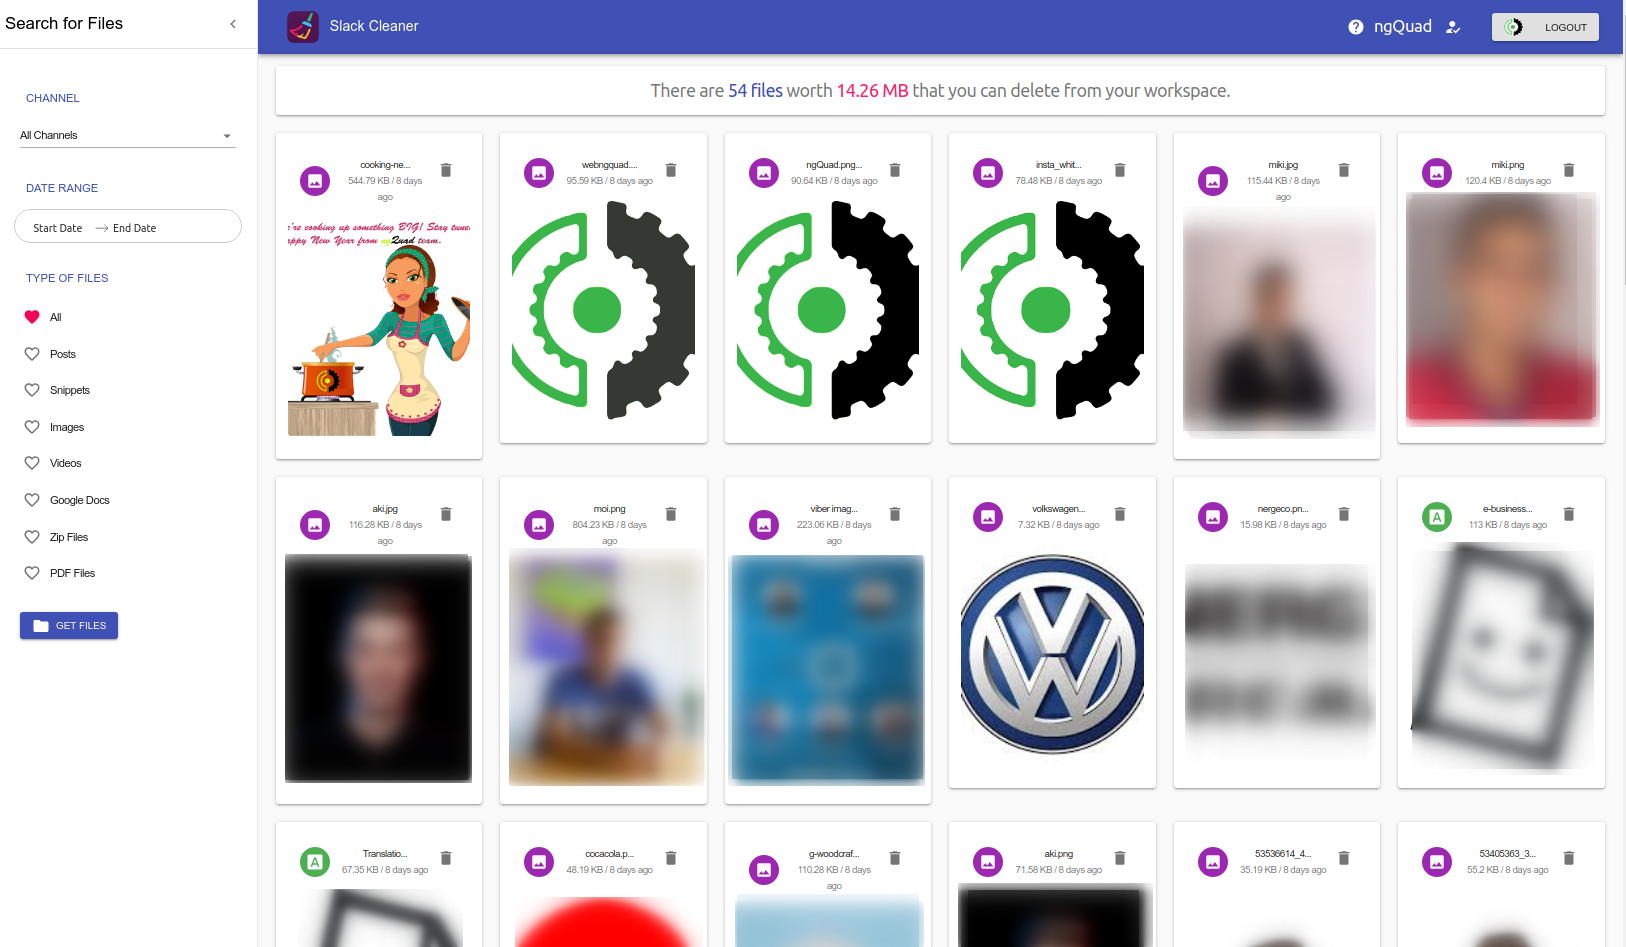 Search for Files
Slack Cleaner
ngQuad
LOGOUT
CHANNEL
All Channels
DATE RANGE
Start Date → End Date
TYPE OF FILES
All
Posts
Snippets
Images
Videos
Google Docs
Zip Files
PDF Files
GET FILES
There are 54 files worth 14.26 MB that you can delete from your workspace.
cooking-ne...
544.79 KB / 8 days
ago
're cooking up something BIG! Stay tune
appy New Year from ngQuad team.
webngquad....
95.59 KB / 8 days ago
ngQuad.png...
90.64 KB / 8 days ago
insta_whit...
78.48 KB / 8 days ago
miki.jpg
115.44 KB / 8 days
ago
miki.png
120.4 KB / 8 days ago
aki.jpg
116.28 KB / 8 days
ago
moi.png
804.23 KB / 8 days
ago
viber imag...
223.06 KB / 8 days
ago
volkswagen...
7.32 KB / 8 days ago
nergeco.pn...
15.98 KB / 8 days ago
e-business...
113 KB / 8 days ago
Translatio...
67.35 KB / 8 days ago
cocacola.p...
48.19 KB / 8 days ago
g-woodcraf...
110.28 KB / 8 days
ago
aki.png
71.58 KB / 8 days ago
53536614_4...
35.19 KB / 8 days ago
53405363_3...
55.2 KB / 8 days ago